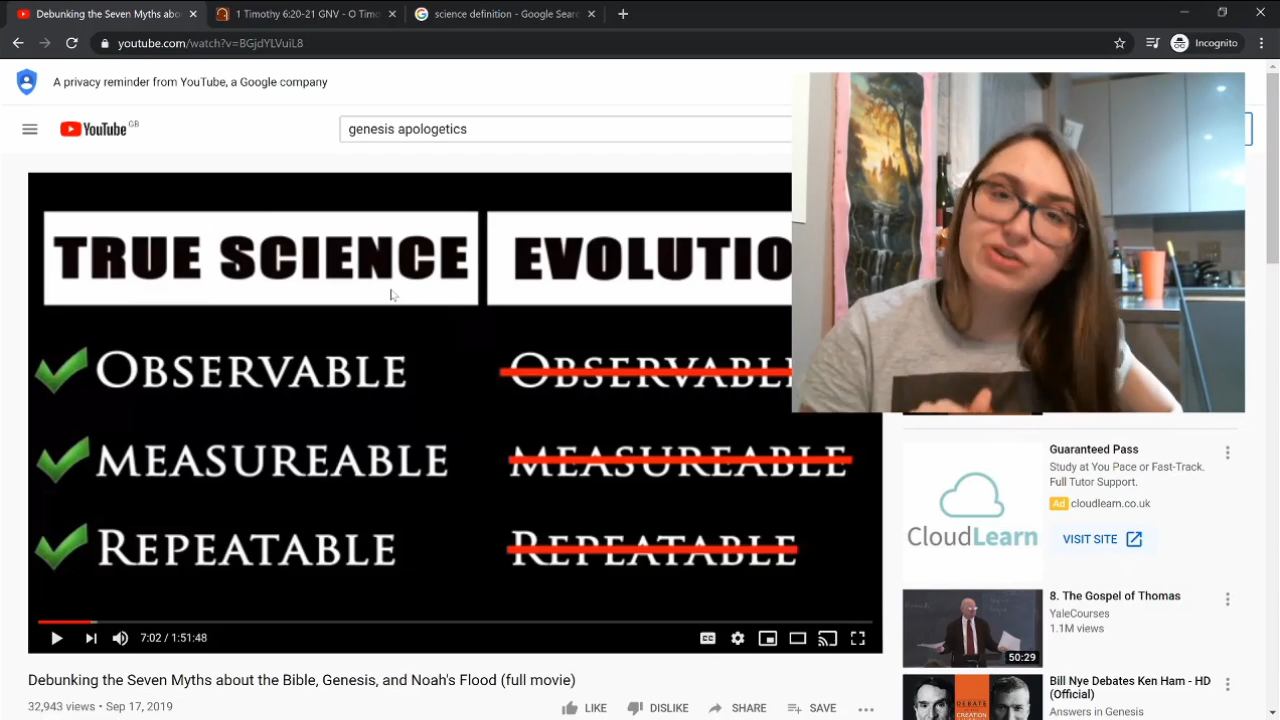 Debunking the Seven Myths abo
1 Timothy 6:20-21 GNV - O Timo
science definition - Google Sear
youtube.com/watch?v=BGjdYLVuiL8
Incognito
A privacy reminder from YouTube, a Google company
YouTube GB
genesis apologetics
TRUE SCIENCE
EVOLUTIO
OBSERVABLE
OBSERVABL
MEASUREABLE
MEASUREABLE
REPEATABLE
REPEATABLE
7:02 / 1:51:48
CC
Debunking the Seven Myths about the Bible, Genesis, and Noah's Flood (full movie)
32,943 views • Sep 17, 2019
LIKE
DISLIKE
SHARE
SAVE
Guaranteed Pass
Study at You Pace or Fast-Track.
Full Tutor Support.
Ad cloudlearn.co.uk
CloudLearn
VISIT SITE
8. The Gospel of Thomas
YaleCourses
1.1M views
50:29
Bill Nye Debates Ken Ham - HD
(Official)
Answers in Genesis
DEBATE